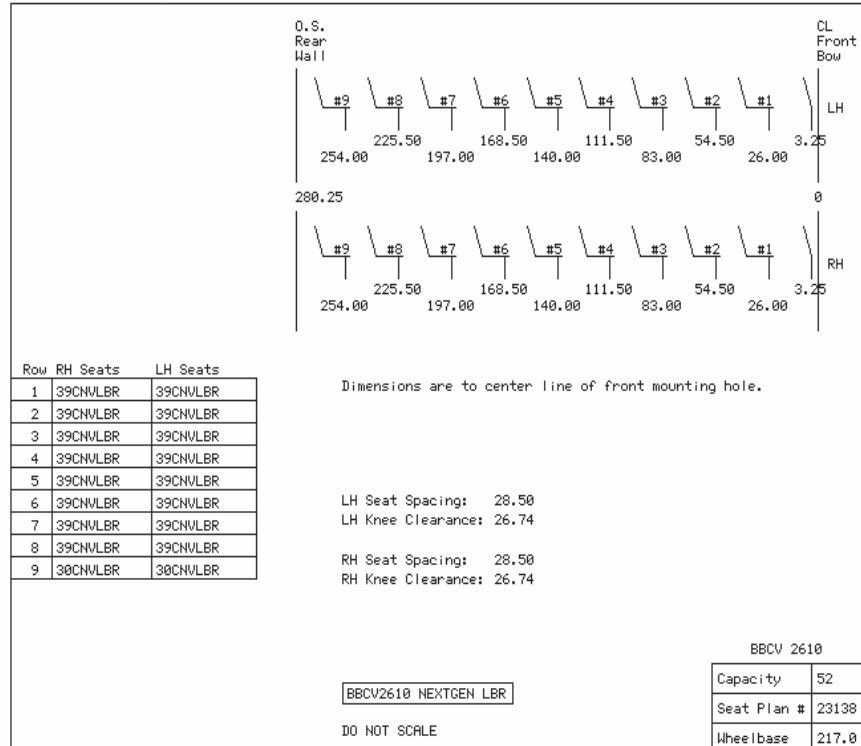 O.S. CL
Rear Front
Wall Bow
#9 #8 #7 #6 #5 #4 #3 #2 #1 LH
225.50 168.50 111.50 54.50 3.25
254.00 197.00 140.00 83.00 26.00
280.25 0
#9 #8 #7 #6 #5 #4 #3 #2 #1 RH
225.50 168.50 111.50 54.50 3.25
254.00 197.00 140.00 83.00 26.00
Row RH Seats LH Seats
1 39CNVLBR 39CNVLBR
2 39CNVLBR 39CNVLBR
3 39CNVLBR 39CNVLBR
4 39CNVLBR 39CNVLBR
5 39CNVLBR 39CNVLBR
6 39CNVLBR 39CNVLBR
7 39CNVLBR 39CNVLBR
8 39CNVLBR 39CNVLBR
9 30CNVLBR 30CNVLBR
Dimensions are to center line of front mounting hole.
LH Seat Spacing: 28.50
LH Knee Clearance: 26.74
RH Seat Spacing: 28.50
RH Knee Clearance: 26.74
BBCV2610 NEXTGEN LBR
DO NOT SCALE
BBCV 2610
Capacity 52
Seat Plan # 23138
Wheelbase 217.0